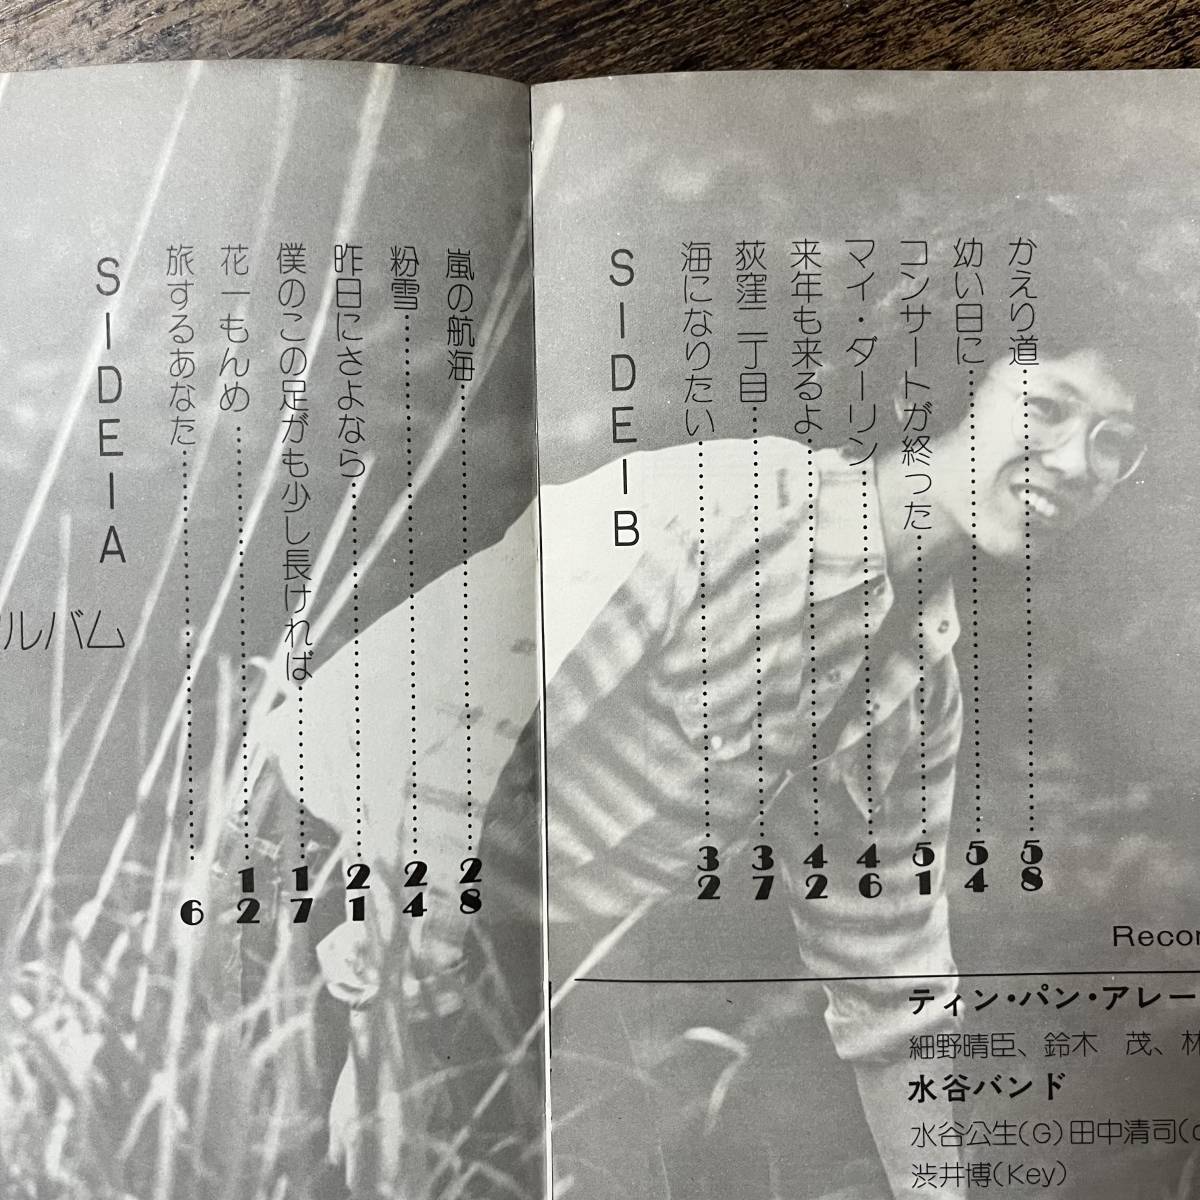 SIDE-A
旅するあなた……………6
花一もんめ……………12
僕のこの足がも少し長ければ……………17
昨日にさよなら……………21
粉雪……………24
嵐の航海……………28
ルバム
SIDE-B
海になりたい……………32
荻窪二丁目……………37
来年も来るよ……………42
マイ・ダーリン……………46
コンサートが終った……………51
幼い日に……………54
かえり道……………58
Recor
ティン・パン・アレー
細野晴臣、鈴木 茂、林
水谷バンド
水谷公生(G)田中清司(
渋井博(Key)